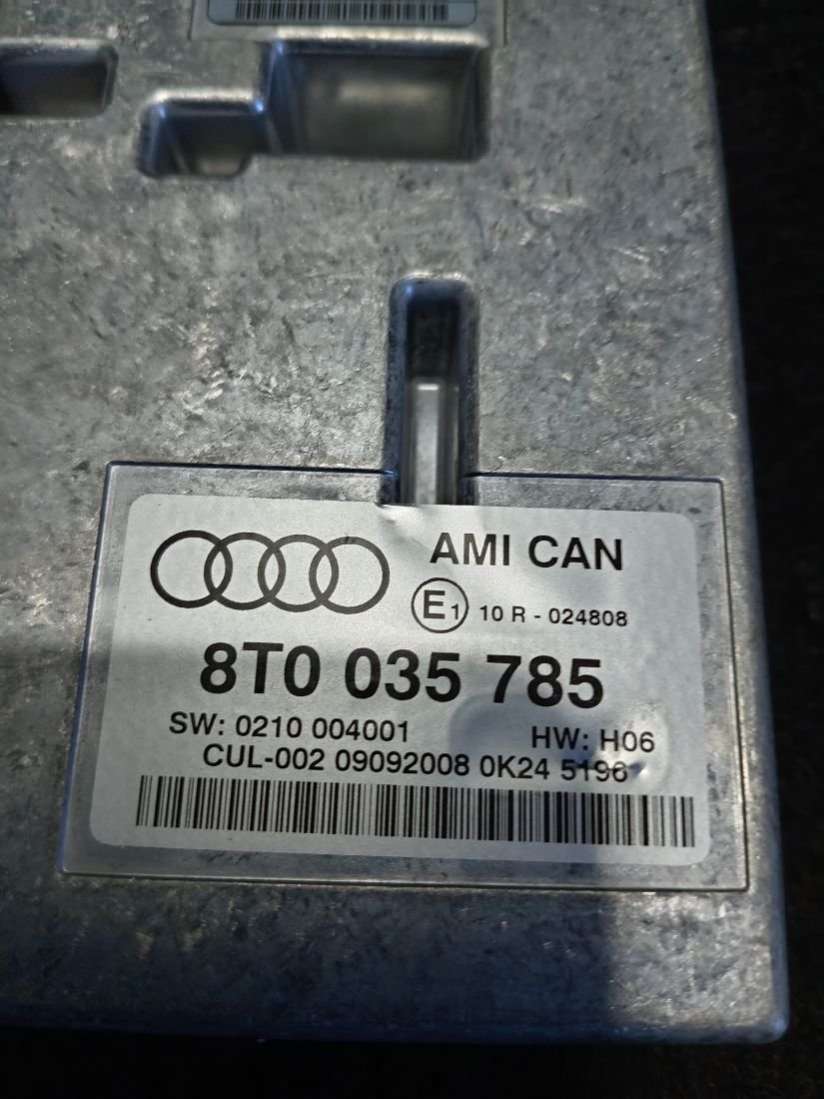 AMI CAN
E1 10 R - 024808
8T0 035 785
SW: 0210 004001 HW: H06
CUL-002 09092008 0K24 5196